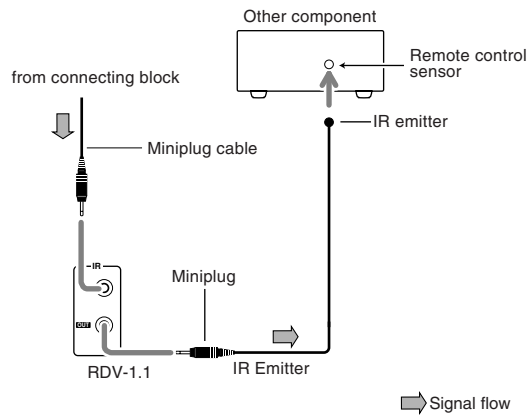 Other component
Remote control
sensor
from connecting block
IR emitter
Miniplug cable
IR
Miniplug
OUT
RDV-1.1
IR Emitter
Signal flow